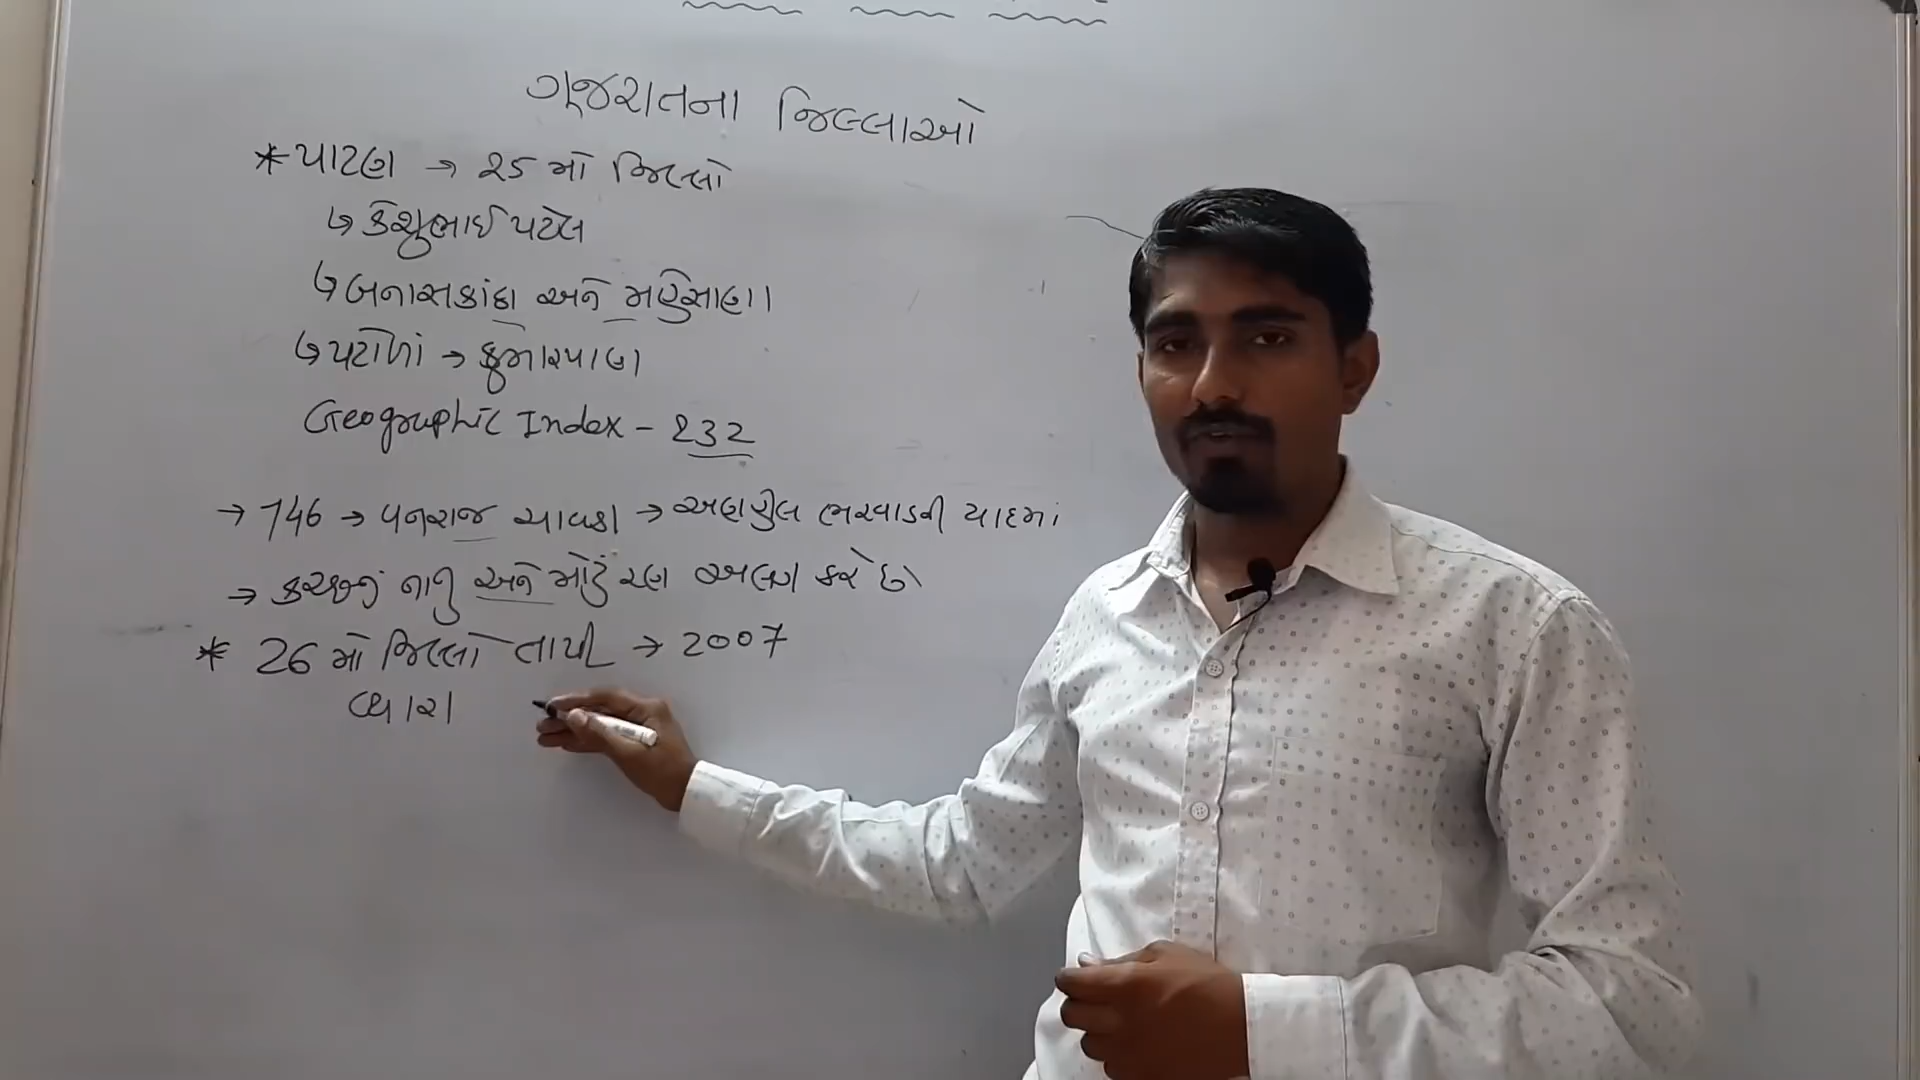 ગુજરાતના જિલ્લાઓ
* પાટણ → 25 મો જિલ્લો
↳ કેશુભાઈ પટેલ
↳ બનાસકાંઠા અને મહેસાણા
↳ પટોળાં → કુમારપાળ
Geographic Index - 232
→ 746 → વનરાજ ચાવડા → અણહીલ ભરવાડની યાદમાં
→ કચ્છનું નાનું અને મોટું રણ અલગ કરે છે
* 26 મો જિલ્લો તાપી → 2007
વ્યારા